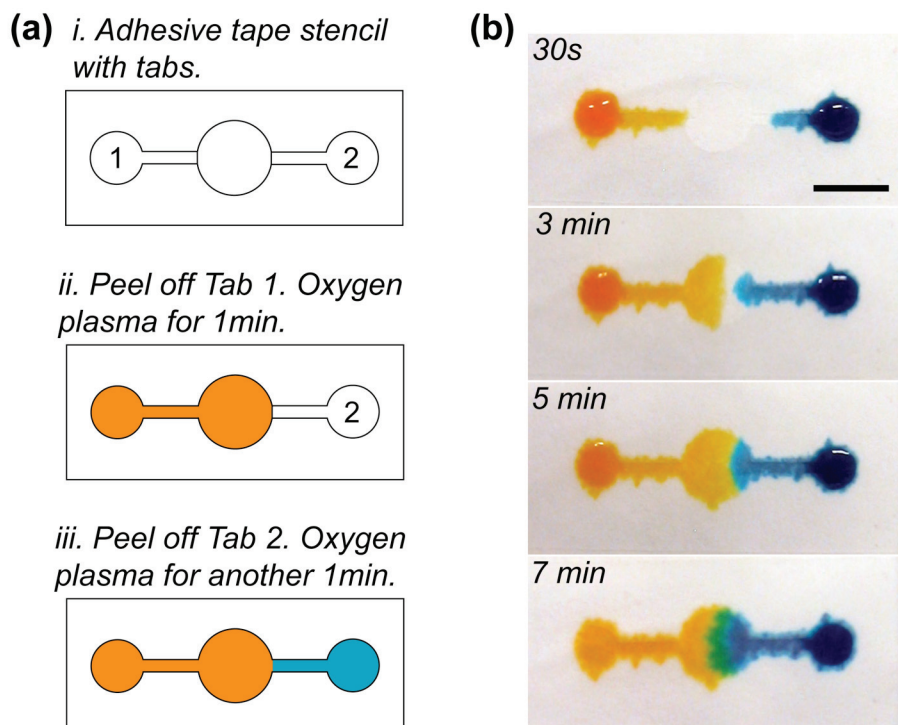 (a) i. Adhesive tape stencil
with tabs.
1
2
ii. Peel off Tab 1. Oxygen
plasma for 1min.
2
iii. Peel off Tab 2. Oxygen
plasma for another 1min.
(b)
30s
3 min
5 min
7 min